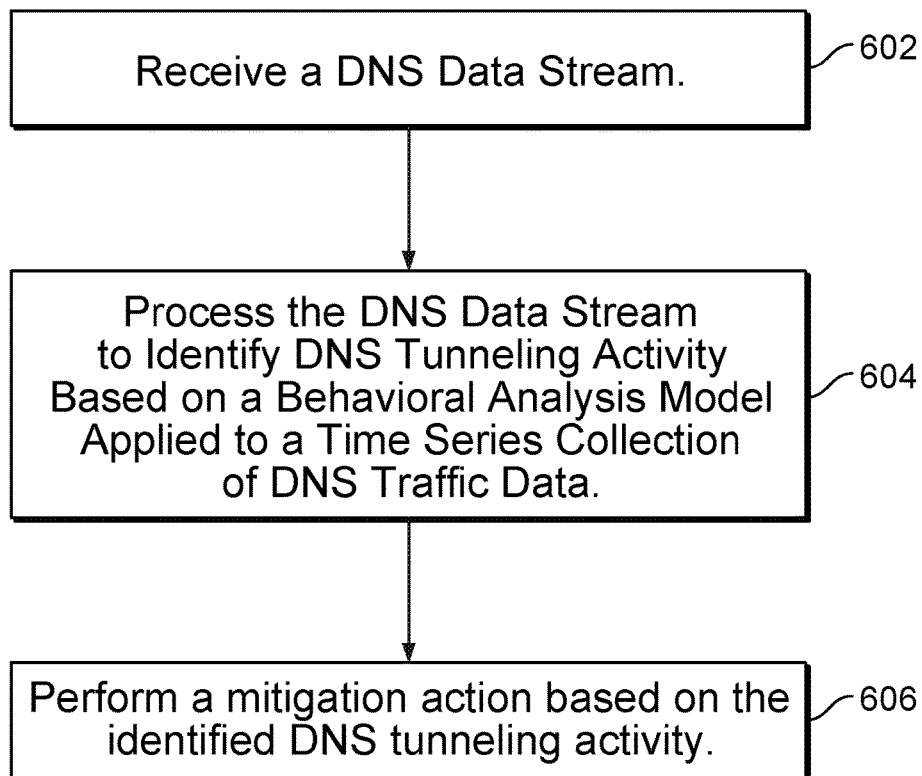 Receive a DNS Data Stream.
602
Process the DNS Data Stream
to Identify DNS Tunneling Activity
Based on a Behavioral Analysis Model
Applied to a Time Series Collection
of DNS Traffic Data.
604
Perform a mitigation action based on the
identified DNS tunneling activity.
606